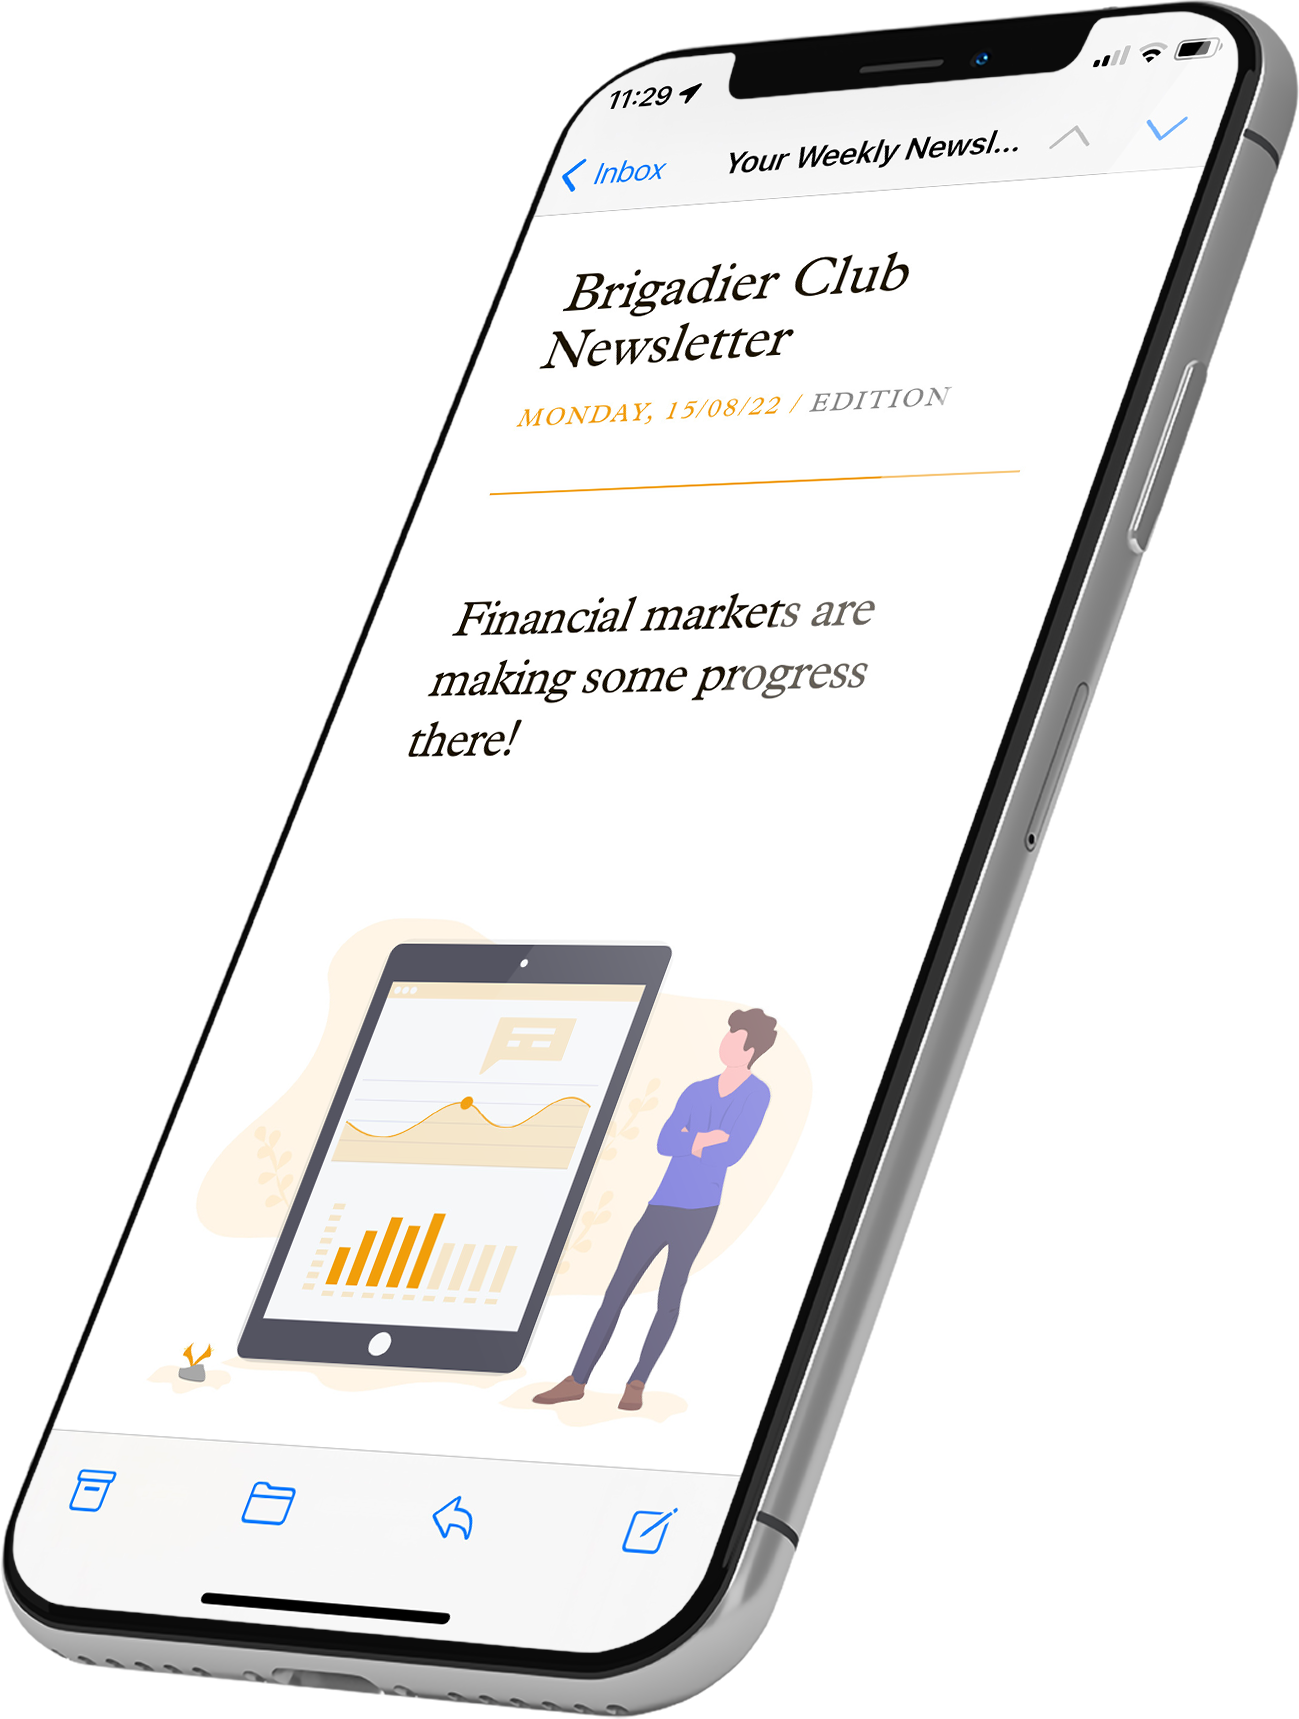 11:29
Inbox
Your Weekly Newsl...
Brigadier Club
Newsletter
MONDAY, 15/08/22 / EDITION
Financial markets are
making some progress
there!